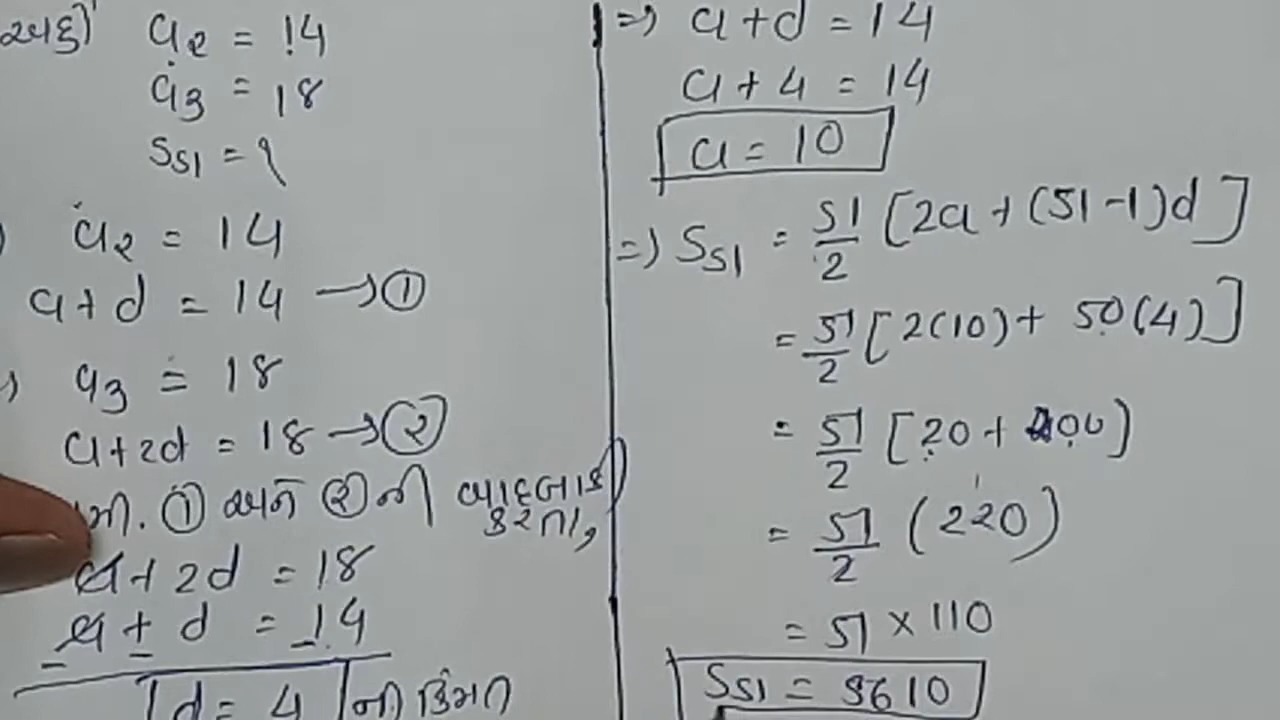 અહીં a₂ = 14
a₃ = 18
S₅₁ = ?
a₂ = 14
a + d = 14 → ①
a₃ = 18
a + 2d = 18 → ②
① અને ② ની બાદબાકી
કરતા,
a + 2d = 18
a + d = 14
− − −
d = 4 ની કિંમત
⇒ a + d = 14
a + 4 = 14
a = 10
⇒ S51 = 51/2 [2a + (51-1)d]
= 51/2 [2(10) + 50(4)]
= 51/2 [20 + 200]
= 51/2 (220)
= 51 × 110
S51 = 5610